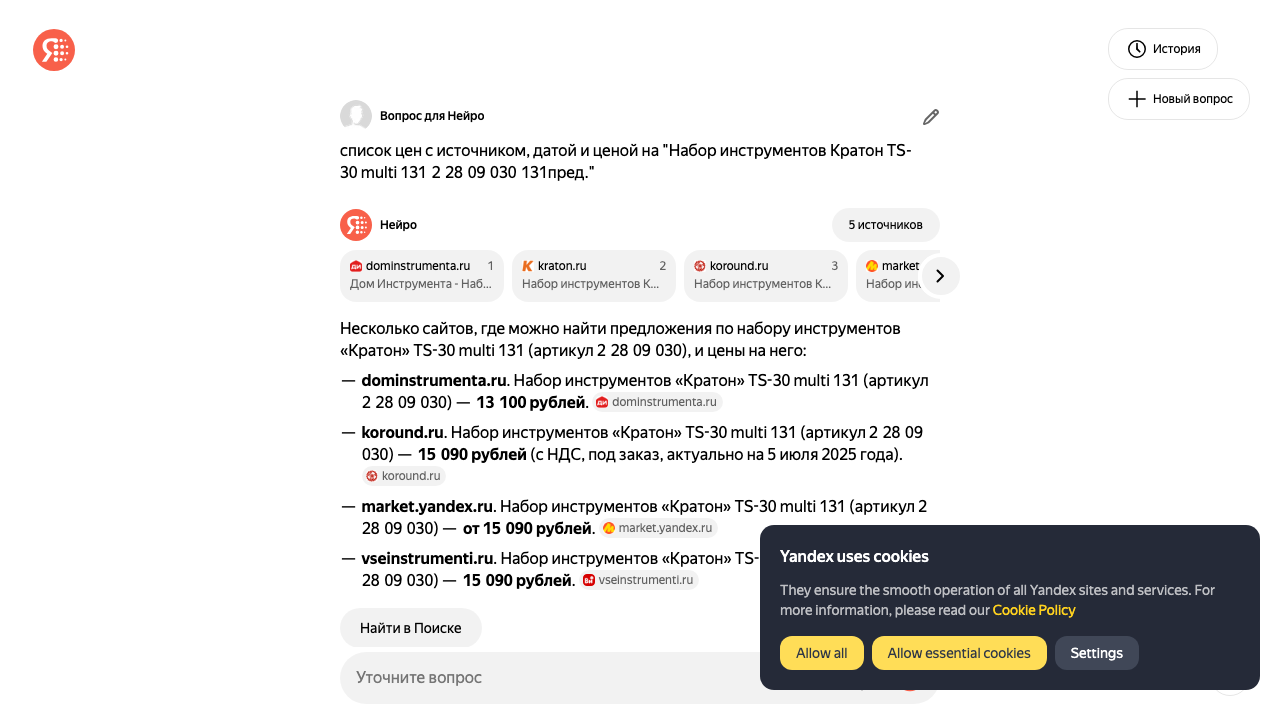 История
Новый вопрос
Вопрос для Нейро
список цен с источником, датой и ценой на "Набор инструментов Кратон TS-
30 multi 131 2 28 09 030 131пред."
Нейро
5 источников
dominstrumenta.ru 1
Дом Инструмента - Наб...
kraton.ru 2
Набор инструментов К...
koround.ru 3
Набор инструментов К...
market
Набор ин
Несколько сайтов, где можно найти предложения по набору инструментов
«Кратон» TS-30 multi 131 (артикул 2 28 09 030), и цены на него:
— dominstrumenta.ru. Набор инструментов «Кратон» TS-30 multi 131 (артикул
2 28 09 030) — 13 100 рублей. dominstrumenta.ru
— koround.ru. Набор инструментов «Кратон» TS-30 multi 131 (артикул 2 28 09
030) — 15 090 рублей (с НДС, под заказ, актуально на 5 июля 2025 года).
koround.ru
— market.yandex.ru. Набор инструментов «Кратон» TS-30 multi 131 (артикул 2
28 09 030) — от 15 090 рублей. market.yandex.ru
— vseinstrumenti.ru. Набор инструментов «Кратон» TS-
28 09 030) — 15 090 рублей. vseinstrumenti.ru
Найти в Поиске
Уточните вопрос
Yandex uses cookies
They ensure the smooth operation of all Yandex sites and services. For
more information, please read our Cookie Policy
Allow all
Allow essential cookies
Settings